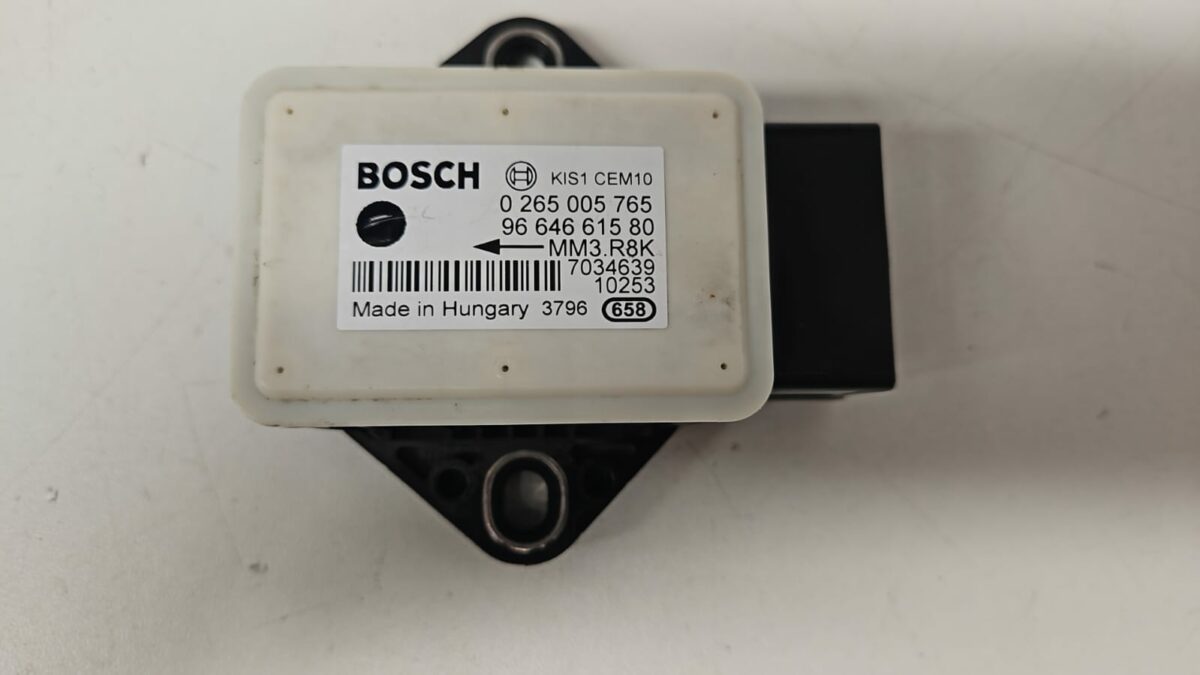 BOSCH KIS1 CEM10
0 265 005 765
96 646 615 80
MM3.R8K
7034639
10253
Made in Hungary 3796 658